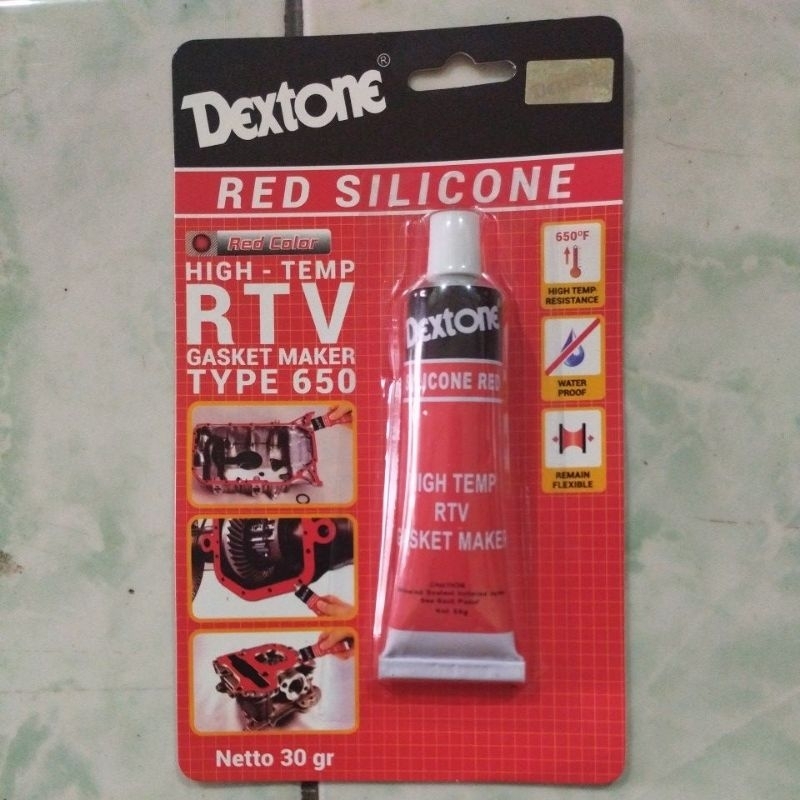 Dextone®
RED SILICONE
Red Color
HIGH - TEMP
RTV
GASKET MAKER
TYPE 650
650°F
HIGH TEMP
RESISTANCE
WATER
PROOF
REMAIN
FLEXIBLE
Dextone
SILICONE RED
HIGH TEMP
RTV
GASKET MAKER
CAUTION
Netto 30 gr